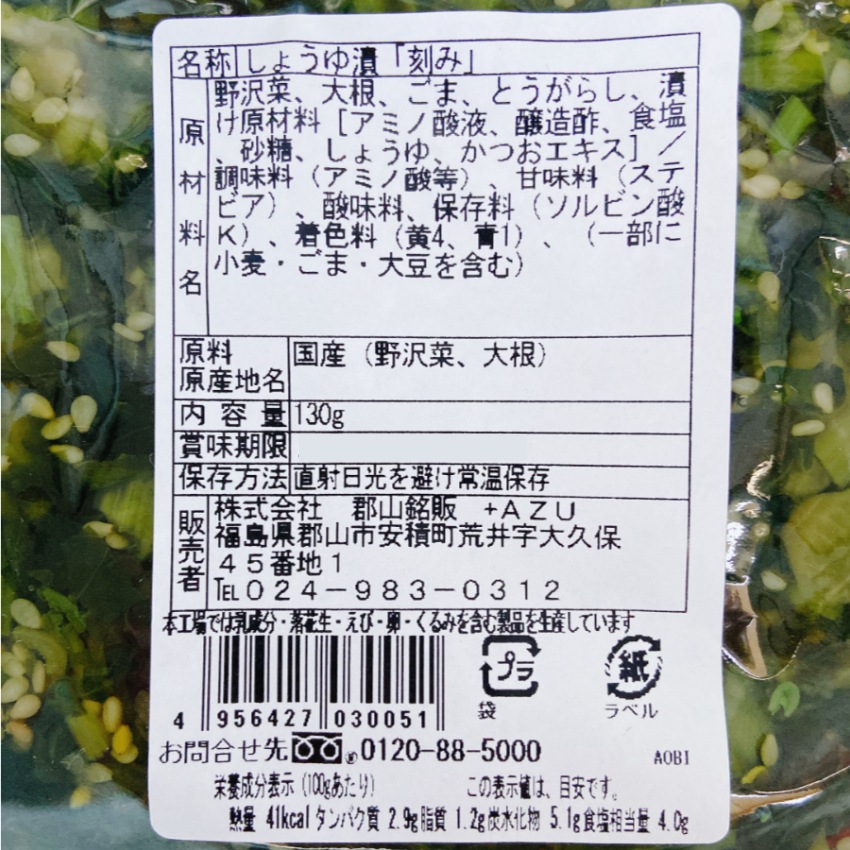 名称 しょうゆ漬「刻み」
原材料名 野沢菜、大根、ごま、とうがらし、漬
け原材料［アミノ酸液、醸造酢、食塩
、砂糖、しょうゆ、かつおエキス］／
調味料（アミノ酸等）、甘味料（ステ
ビア）、酸味料、保存料（ソルビン酸
K）、着色料（黄4、青1）、（一部に
小麦・ごま・大豆を含む）
原料原産地名 国産（野沢菜、大根）
内容量 130g
賞味期限
保存方法 直射日光を避け常温保存
販売者 株式会社 郡山銘販 +AZU
福島県郡山市安積町荒井字大久保
45番地1
TEL024-983-0312
本工場では乳成分・落花生・えび・卵・くるみを含む製品を生産しています
4 956427 030051
プラ 袋
紙 ラベル
お問合せ先 0120-88-5000
A0BI
栄養成分表示（100gあたり） この表示値は、目安です。
熱量 41kcal タンパク質 2.9g 脂質 1.2g 炭水化物 5.1g 食塩相当量 4.0g